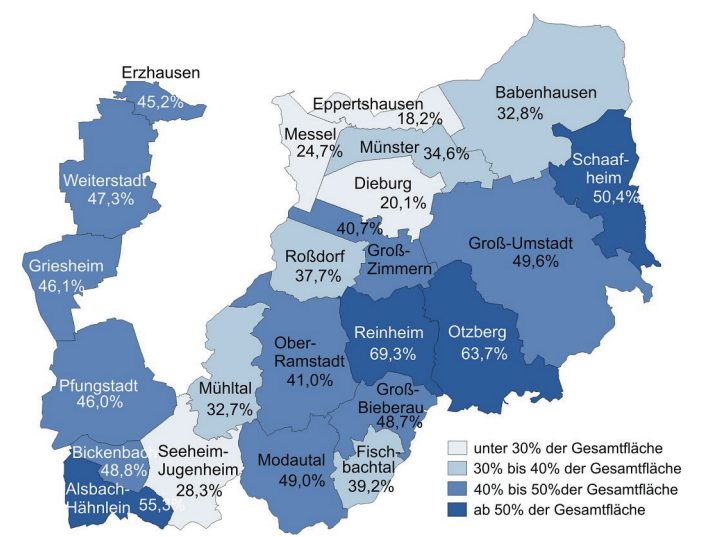 Erzhausen
45,2%
Eppertshausen
18,2%
Babenhausen
32,8%
Messel
24,7%
Münster
34,6%
Schaaf-
heim
50,4%
Weiterstadt
47,3%
Dieburg
20,1%
40,7%
Groß-
Zimmern
Groß-Umstadt
49,6%
Roßdorf
37,7%
Griesheim
46,1%
Ober-
Ramstadt
41,0%
Reinheim
69,3%
Otzberg
63,7%
Pfungstadt
46,0%
Mühltal
32,7%
Groß-
Bieberau
48,7%
Bickenbach
48,8%
Seeheim-
Jugenheim
28,3%
Modautal
49,0%
Fisch-
bachtal
39,2%
Alsbach-
Hähnlein
55,3%
unter 30% der Gesamtfläche
30% bis 40% der Gesamtfläche
40% bis 50%der Gesamtfläche
ab 50% der Gesamtfläche